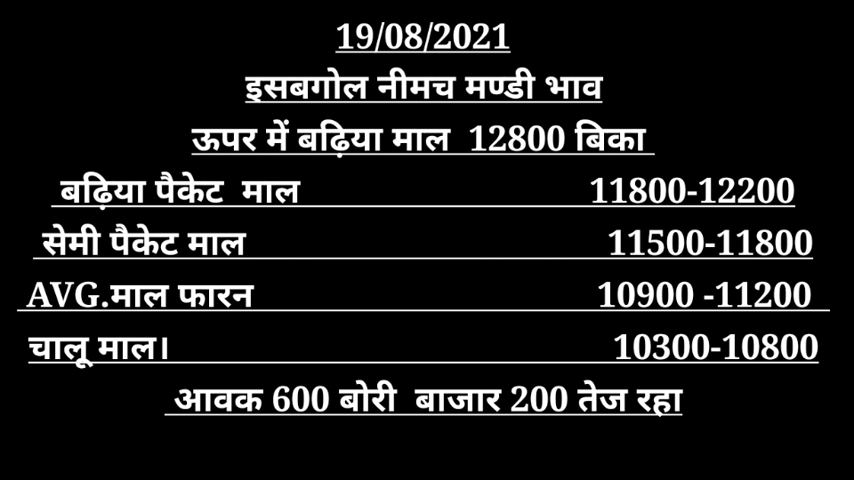 19/08/2021
इसबगोल नीमच मण्डी भाव
ऊपर में बढ़िया माल 12800 बिका
बढ़िया पैकेट माल 11800-12200
सेमी पैकेट माल 11500-11800
AVG.माल फारन 10900 -11200
चालू माल। 10300-10800
आवक 600 बोरी बाजार 200 तेज रहा